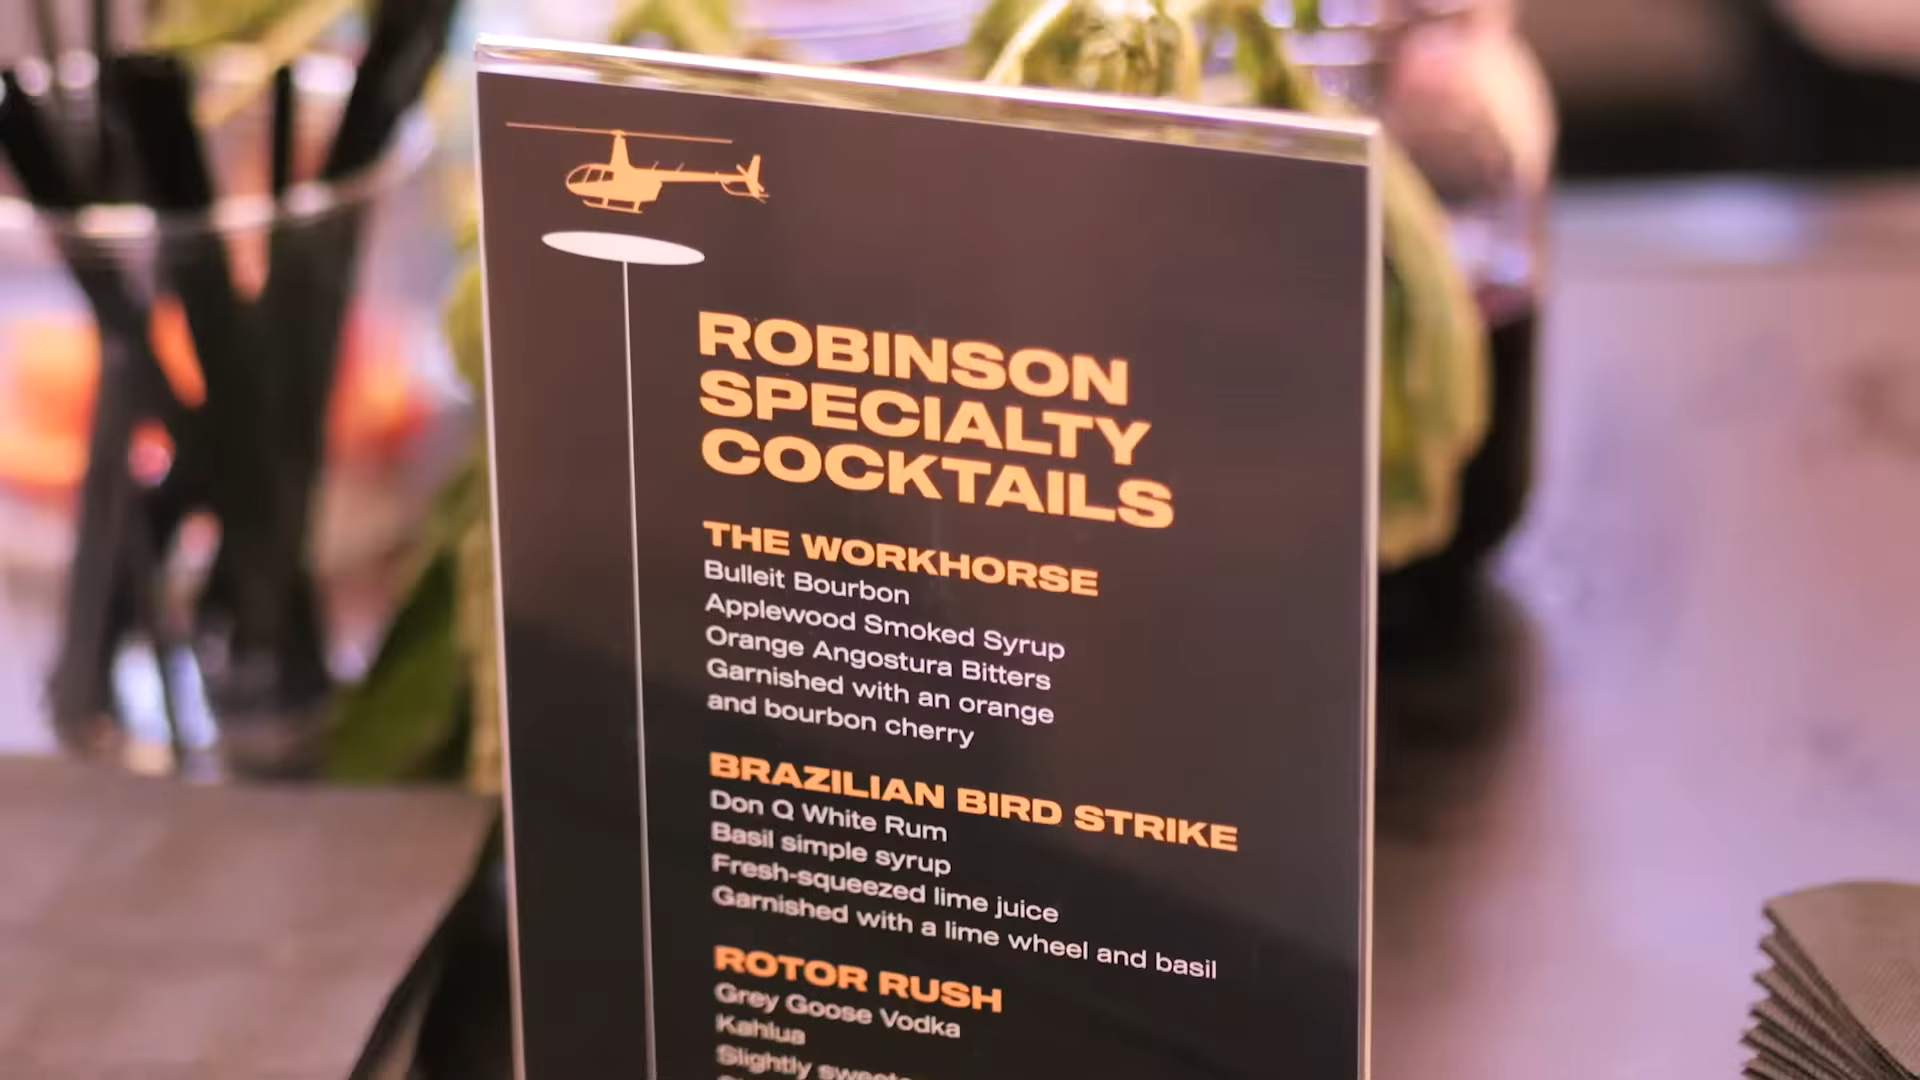 ROBINSON
SPECIALTY
COCKTAILS
THE WORKHORSE
Bulleit Bourbon
Applewood Smoked Syrup
Orange Angostura Bitters
Garnished with an orange
and bourbon cherry
BRAZILIAN BIRD STRIKE
Don Q White Rum
Basil simple syrup
Fresh-squeezed lime juice
Garnished with a lime wheel and basil
ROTOR RUSH
Grey Goose Vodka
Kahlua
Slightly